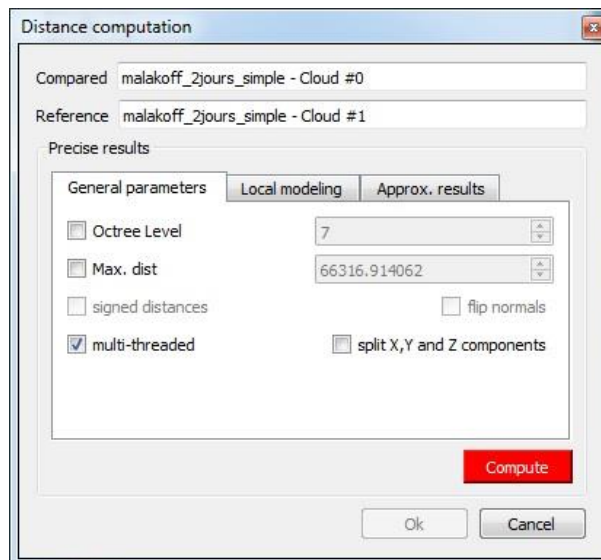 Distance computation
Compared malakoff_2jours_simple - Cloud #0
Reference malakoff_2jours_simple - Cloud #1
Precise results
General parameters Local modeling Approx. results
Octree Level 7
Max. dist 66316.914062
signed distances flip normals
multi-threaded split X,Y and Z components
Compute
Ok Cancel